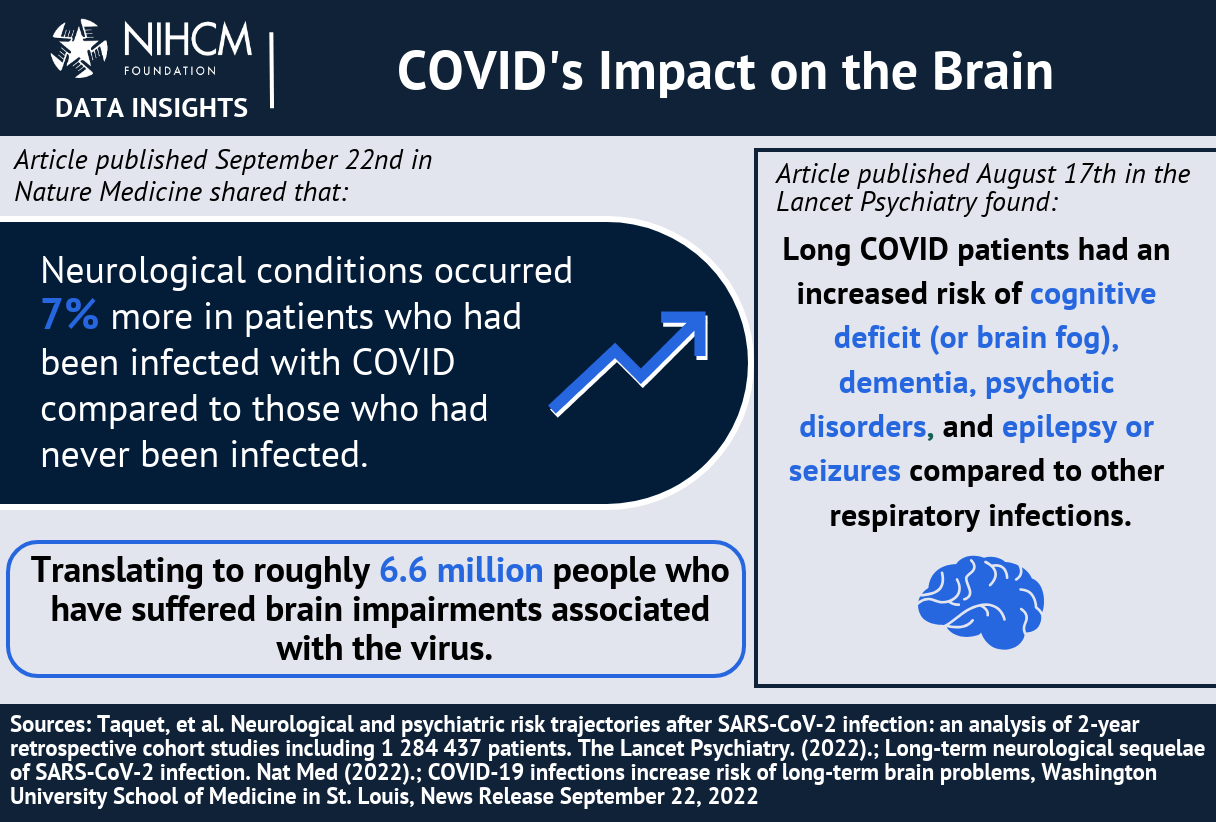 NIHCM
FOUNDATION
DATA INSIGHTS
COVID's Impact on the Brain
Article published September 22nd in
Nature Medicine shared that:
Neurological conditions occurred
7% more in patients who had
been infected with COVID
compared to those who had
never been infected.
Translating to roughly 6.6 million people who
have suffered brain impairments associated
with the virus.
Article published August 17th in the
Lancet Psychiatry found:
Long COVID patients had an
increased risk of cognitive
deficit (or brain fog),
dementia, psychotic
disorders, and epilepsy or
seizures compared to other
respiratory infections.
Sources: Taquet, et al. Neurological and psychiatric risk trajectories after SARS-CoV-2 infection: an analysis of 2-year
retrospective cohort studies including 1 284 437 patients. The Lancet Psychiatry. (2022).; Long-term neurological sequelae
of SARS-CoV-2 infection. Nat Med (2022).; COVID-19 infections increase risk of long-term brain problems, Washington
University School of Medicine in St. Louis, News Release September 22, 2022